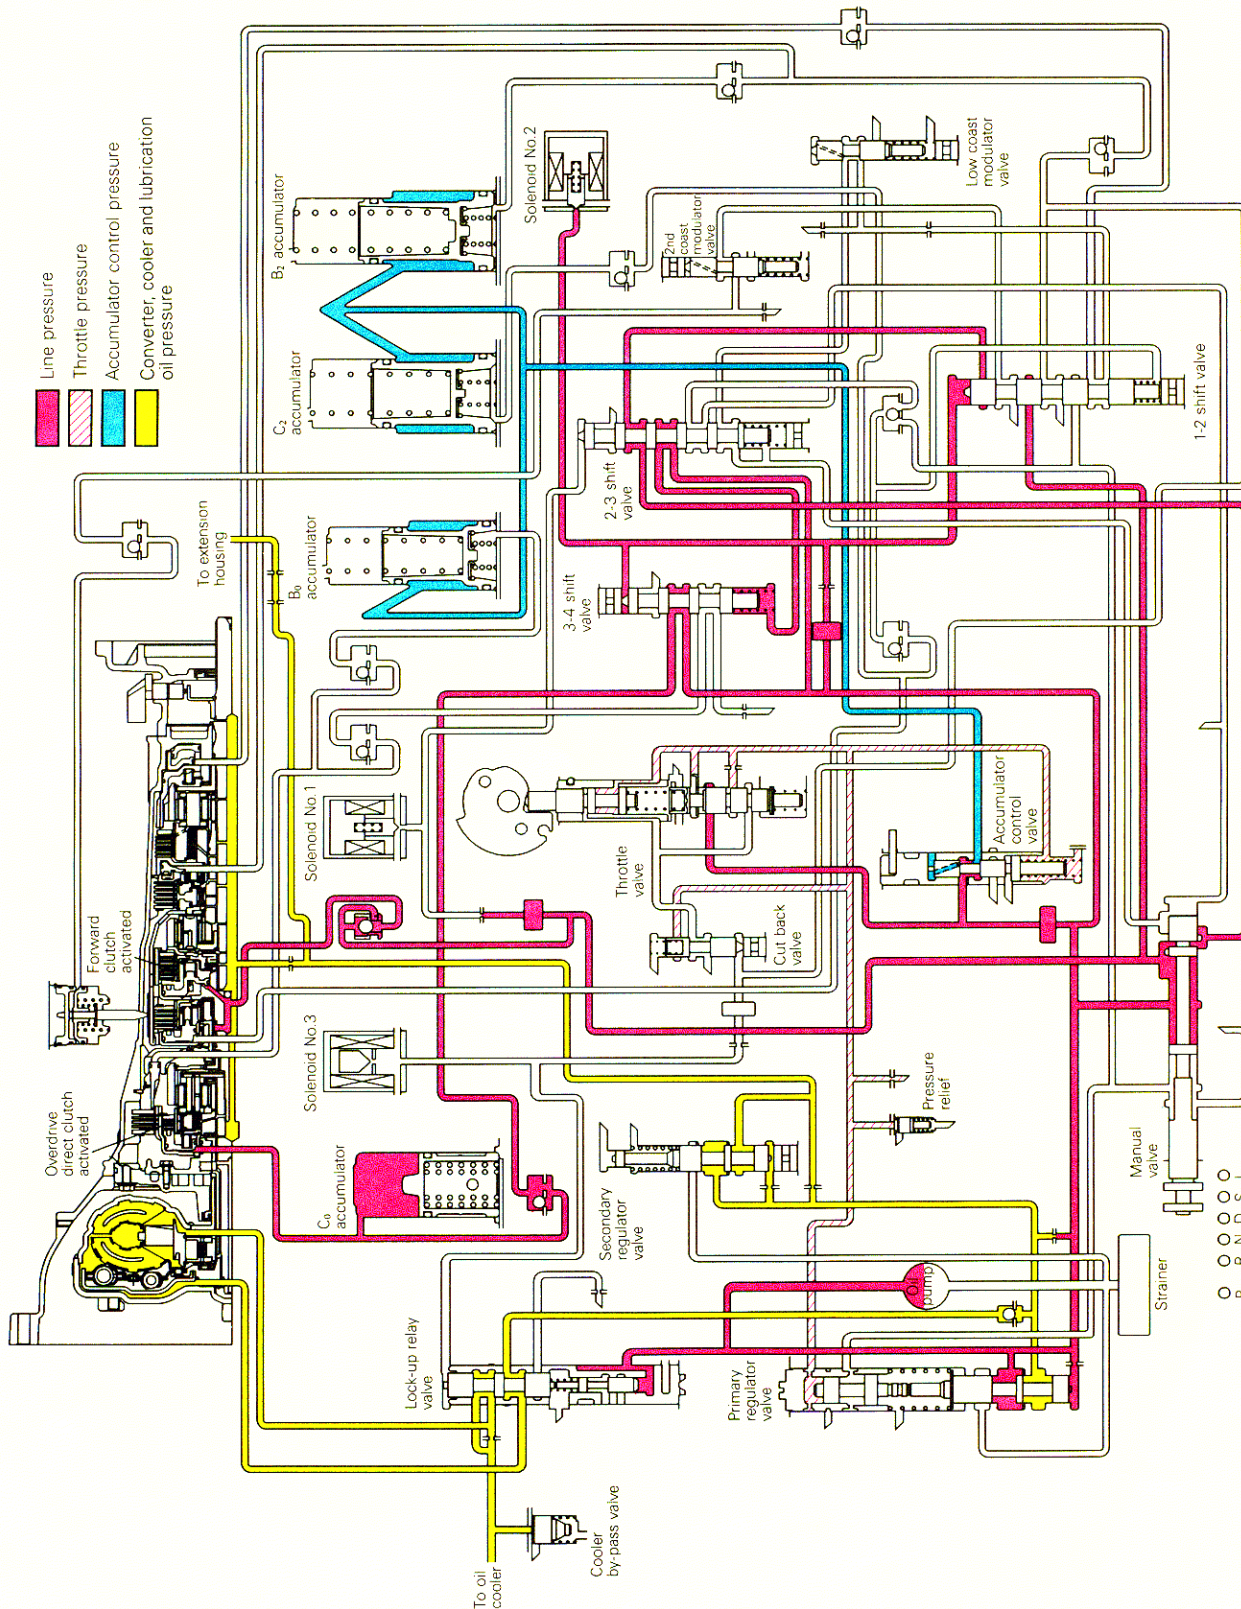 Line pressure
Throttle pressure
Accumulator control pressure
Converter, cooler and lubrication
oil pressure
B₂ accumulator
C₂
accumulator
B₀
accumulator
To extension
housing
Solenoid No.2
2nd
coast
modulator
valve
Low coast
modulator
valve
2-3 shift
valve
3-4 shift
valve
1-2 shift valve
Forward
clutch
activated
Solenoid No.1
Throttle
valve
Accumulator
control
valve
Cut back
valve
Overdrive
direct clutch
activated
Solenoid No.3
C₀
accumulator
Secondary
regulator
valve
Pressure
relief
Manual
valve
Oil
pump
Strainer
Lock-up relay
valve
Primary
regulator
valve
Cooler
by-pass valve
To oil
cooler